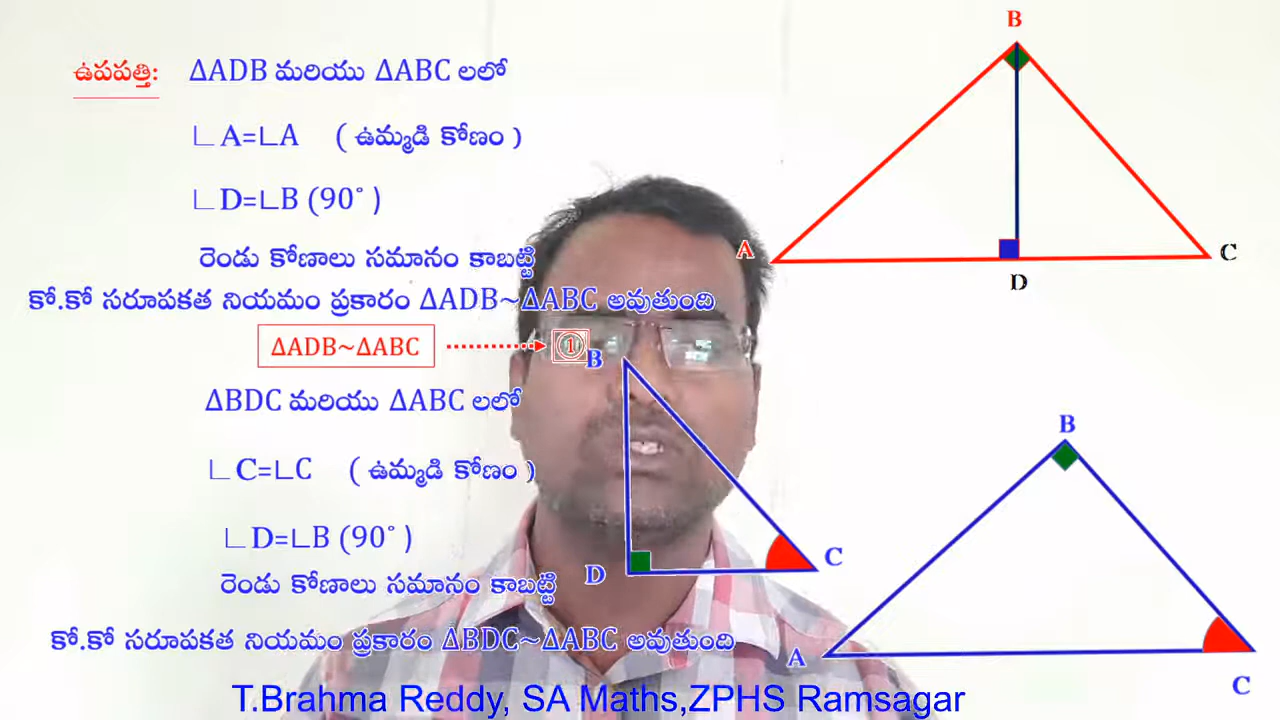 ఉపపత్తి: ΔADB మరియు ΔABC లలో
∟A=∟A ( ఉమ్మడి కోణం )
∟D=∟B (90˚ )
రెండు కోణాలు సమానం కాబట్టి
కో.కో సరూపకత నియమం ప్రకారం ΔADB~ΔABC అవుతుంది
ΔADB~ΔABC
①
ΔBDC మరియు ΔABC లలో
∟C=∟C ( ఉమ్మడి కోణం )
∟D=∟B (90˚ )
రెండు కోణాలు సమానం కాబట్టి
కో.కో సరూపకత నియమం ప్రకారం ΔBDC~ΔABC అవుతుంది
B
A
C
D
B
D
C
B
A
C
T.Brahma Reddy, SA Maths,ZPHS Ramsagar